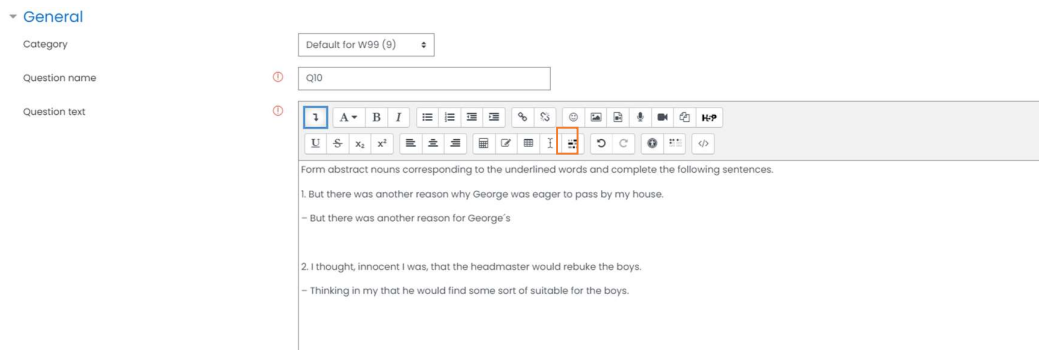 General
Category
Default for W99 (9)
Question name
Q10
Question text
A B I H-P
U S x₂ x² </>
Form abstract nouns corresponding to the underlined words and complete the following sentences.
1. But there was another reason why George was eager to pass by my house.
– But there was another reason for George´s
2. I thought, innocent I was, that the headmaster would rebuke the boys.
– Thinking in my that he would find some sort of suitable for the boys.